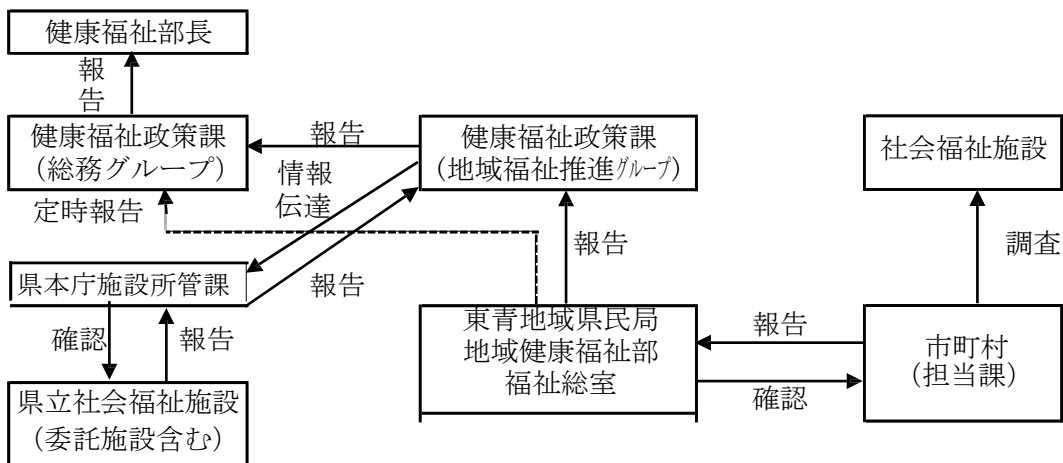 健康福祉部長
報
告
健康福祉政策課
(総務グループ)
報告
健康福祉政策課
(地域福祉推進グループ)
社会福祉施設
情報
伝達
定時報告
報告
調査
県本庁施設所管課
報告
確認
報告
東青地域県民局
地域健康福祉部
福祉総室
報告
確認
市町村
(担当課)
県立社会福祉施設
(委託施設含む)